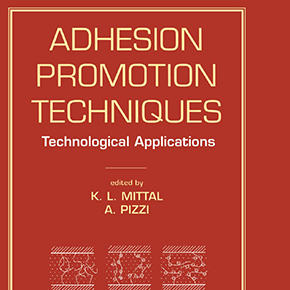 ADHESION
PROMOTION
TECHNIQUES
Technological Applications
edited by
K. L. MITTAL
A. PIZZI